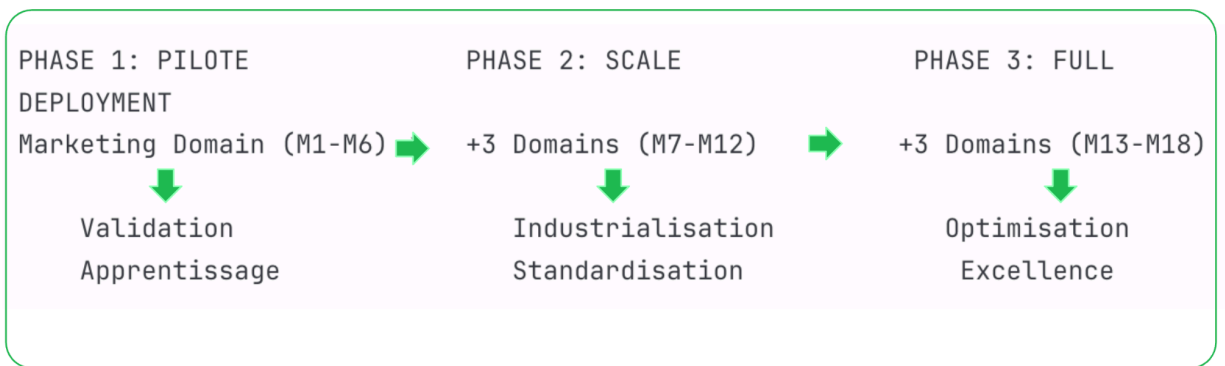 PHASE 1: PILOTE PHASE 2: SCALE PHASE 3: FULL
DEPLOYMENT
Marketing Domain (M1-M6) +3 Domains (M7-M12) +3 Domains (M13-M18)
Validation Industrialisation Optimisation
Apprentissage Standardisation Excellence